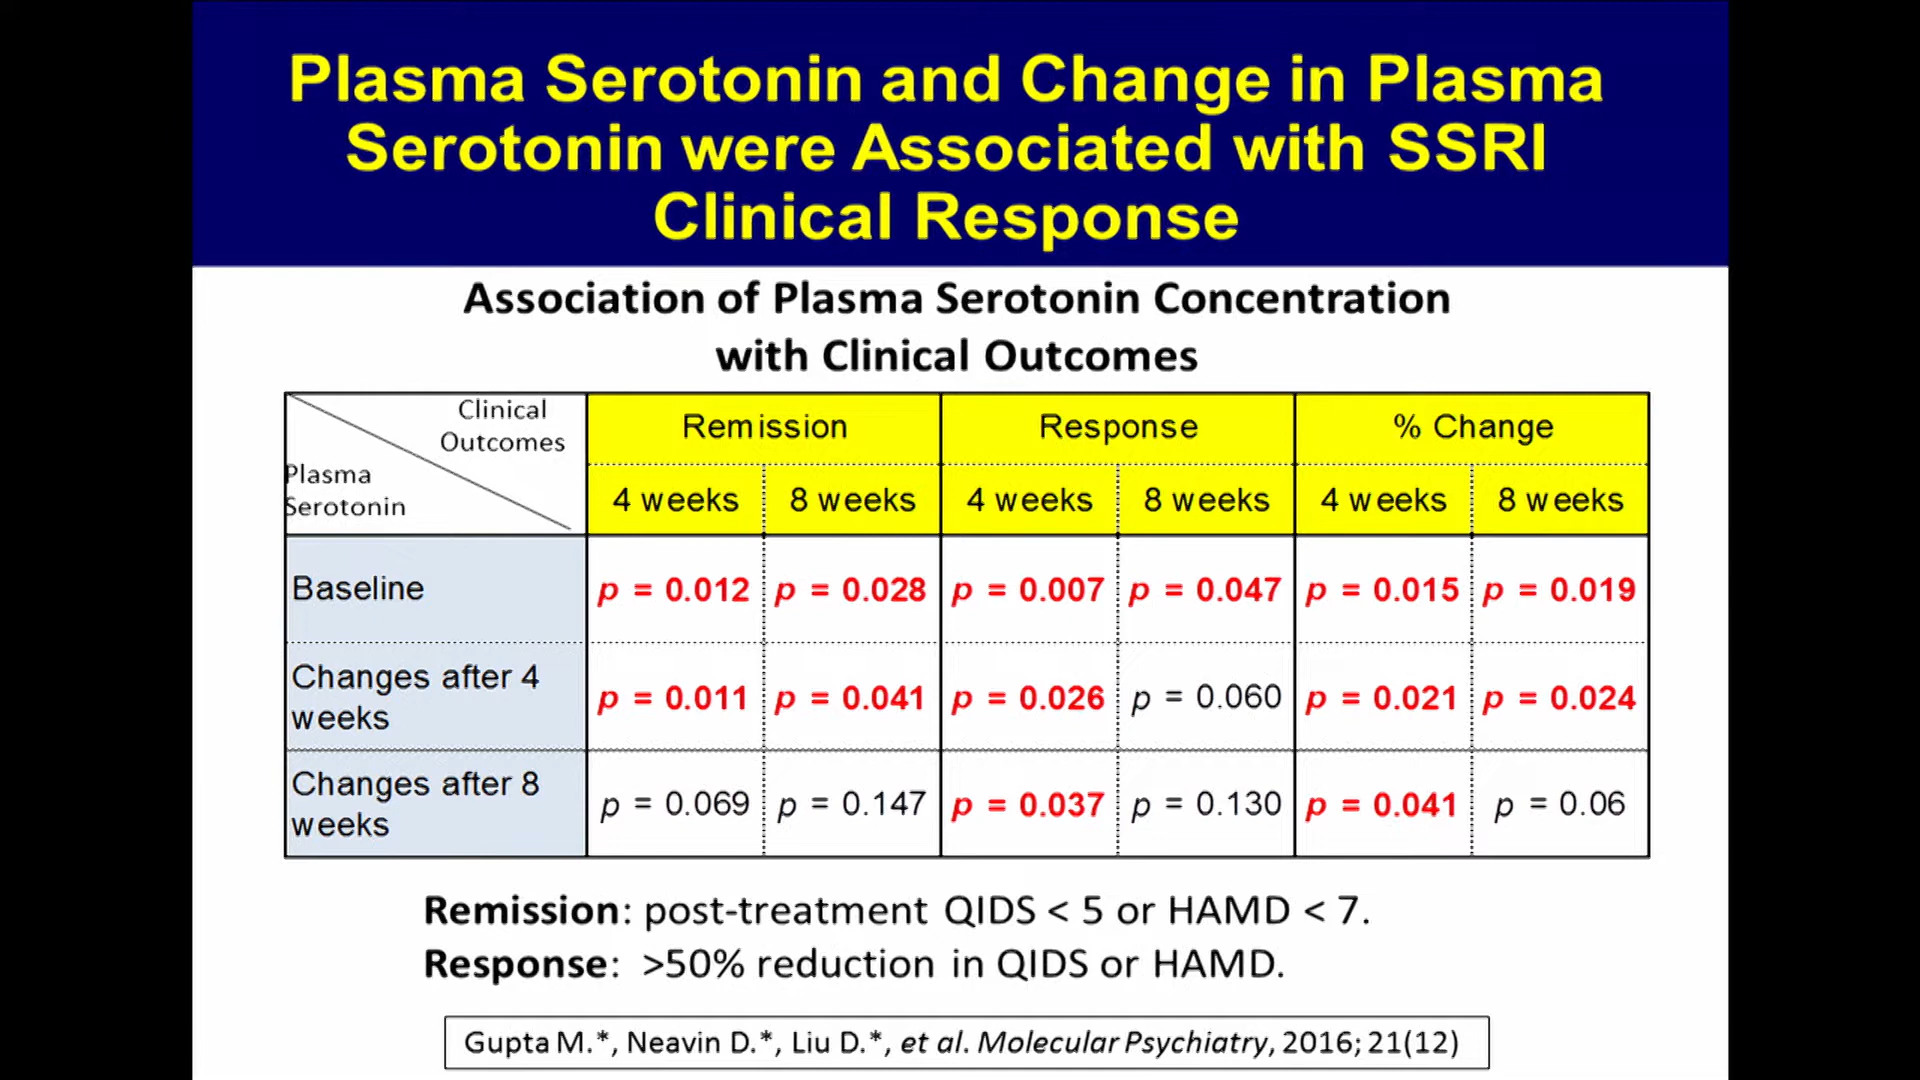 Plasma Serotonin and Change in Plasma
Serotonin were Associated with SSRI
Clinical Response
Association of Plasma Serotonin Concentration
with Clinical Outcomes
Clinical
Outcomes
Plasma
Serotonin
Remission Response % Change
4 weeks 8 weeks 4 weeks 8 weeks 4 weeks 8 weeks
Baseline p = 0.012 p = 0.028 p = 0.007 p = 0.047 p = 0.015 p = 0.019
Changes after 4
weeks
p = 0.011 p = 0.041 p = 0.026 p = 0.060 p = 0.021 p = 0.024
Changes after 8
weeks
p = 0.069 p = 0.147 p = 0.037 p = 0.130 p = 0.041 p = 0.06
Remission: post-treatment QIDS < 5 or HAMD < 7.
Response: >50% reduction in QIDS or HAMD.
Gupta M.*, Neavin D.*, Liu D.*, et al. Molecular Psychiatry, 2016; 21(12)